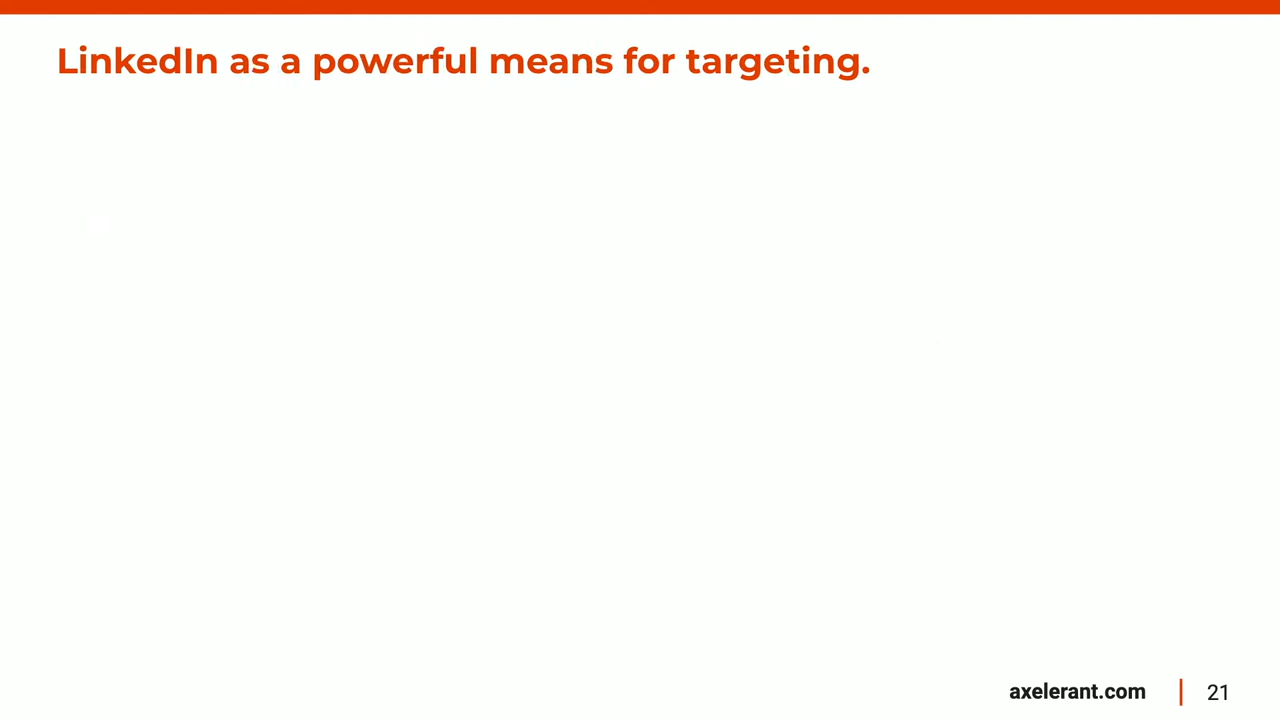 LinkedIn as a powerful means for targeting.
axelerant.com | 21